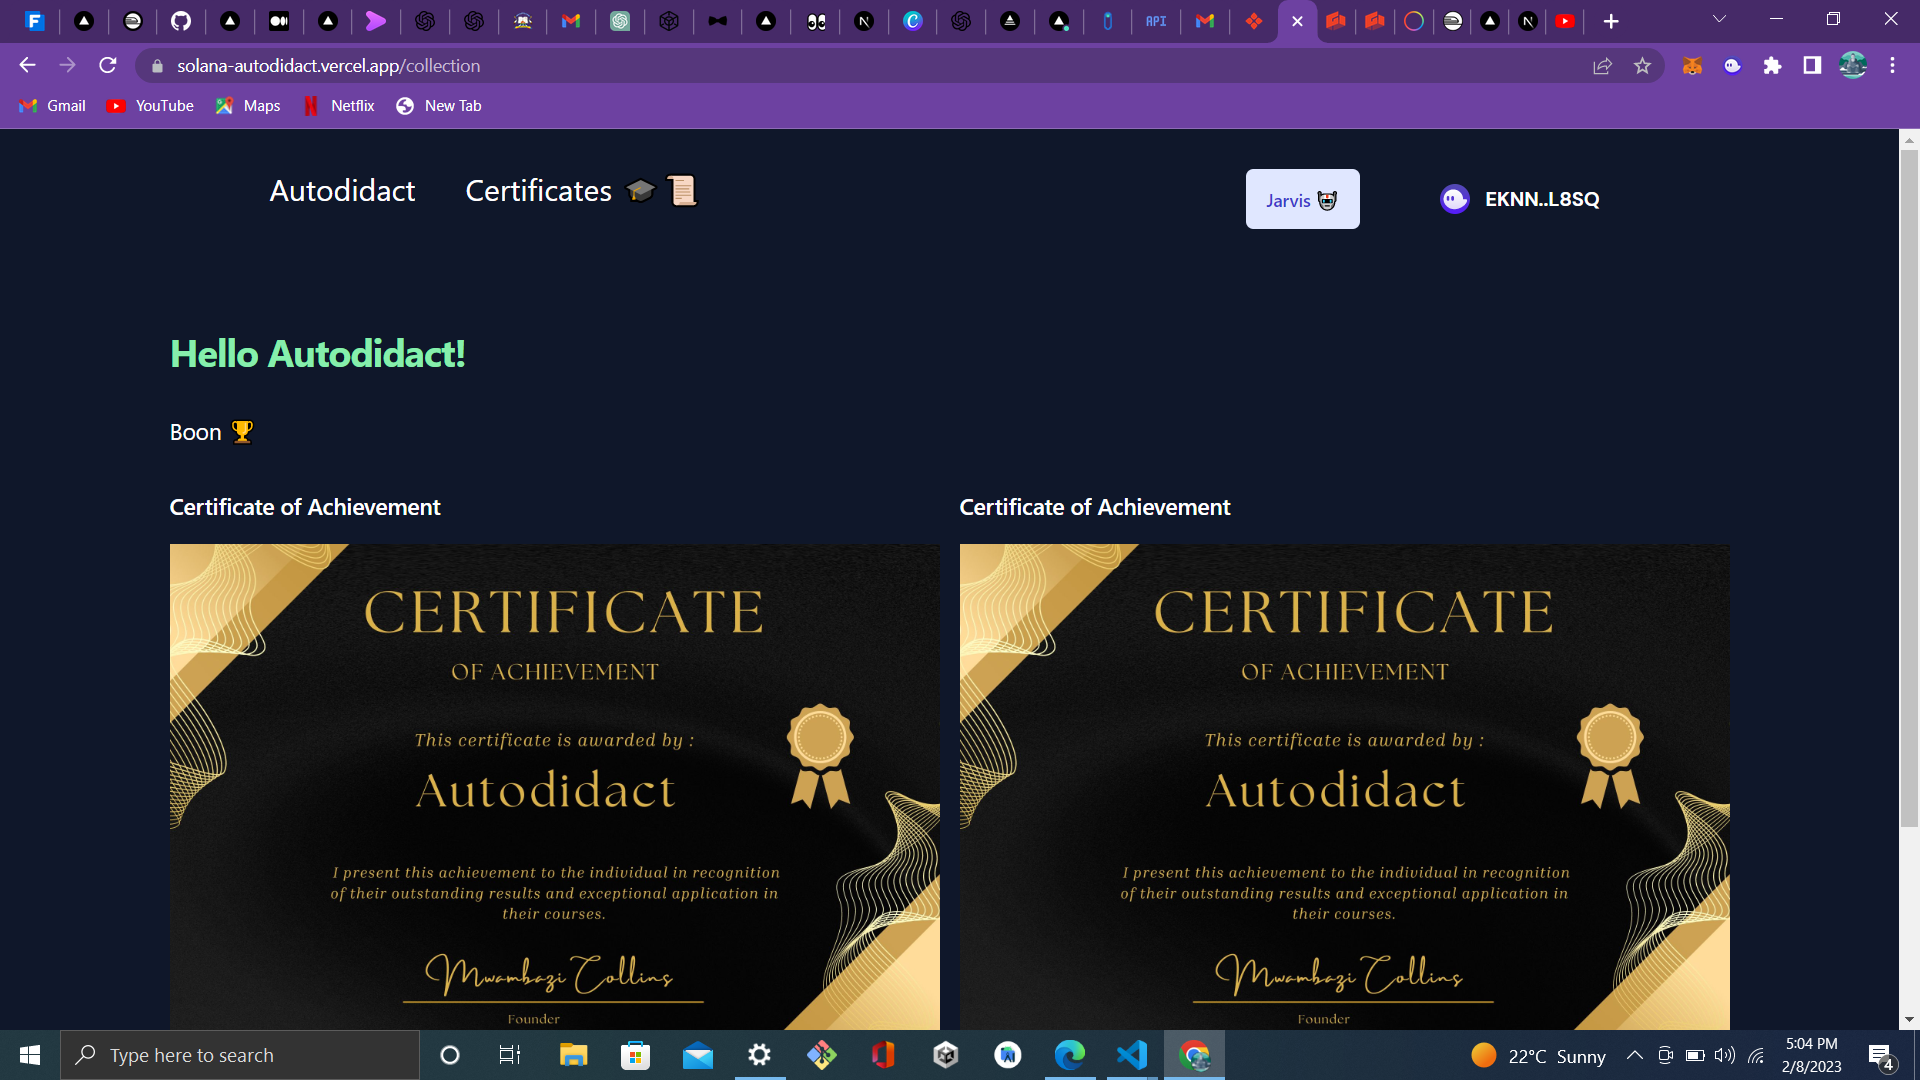 API
solana-autodidact.vercel.app/collection
Gmail
YouTube
Maps
Netflix
New Tab
Autodidact
Certificates
Jarvis
EKNN..L8SQ
Hello Autodidact!
Boon
Certificate of Achievement
Certificate of Achievement
CERTIFICATE
OF ACHIEVEMENT
This certificate is awarded by :
Autodidact
I present this achievement to the individual in recognition
of their outstanding results and exceptional application in
their courses.
Mwambazi Collins
Founder
CERTIFICATE
OF ACHIEVEMENT
This certificate is awarded by :
Autodidact
I present this achievement to the individual in recognition
of their outstanding results and exceptional application in
their courses.
Mwambazi Collins
Founder
Type here to search
22°C Sunny
5:04 PM
2/8/2023
4